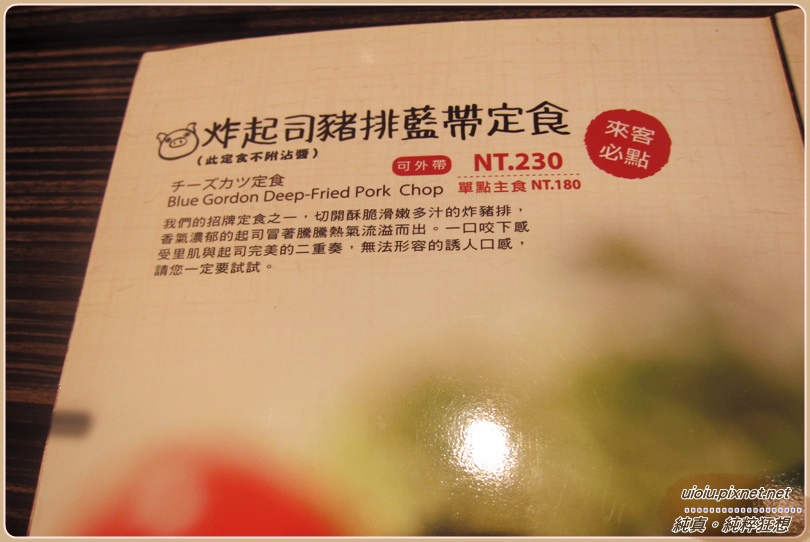 炸起司豬排藍帶定食
(此定食不附沾醬)
來客
必點
可外帶
NT.230
チーズカツ定食
Blue Gordon Deep-Fried Pork Chop
單點主食 NT.180
我們的招牌定食之一，切開酥脆滑嫩多汁的炸豬排，
香氣濃郁的起司冒著騰騰熱氣流溢而出。一口咬下感
受里肌與起司完美的二重奏，無法形容的誘人口感，
請您一定要試試。
uioiu.pixnet.net
純真。純粹狂想